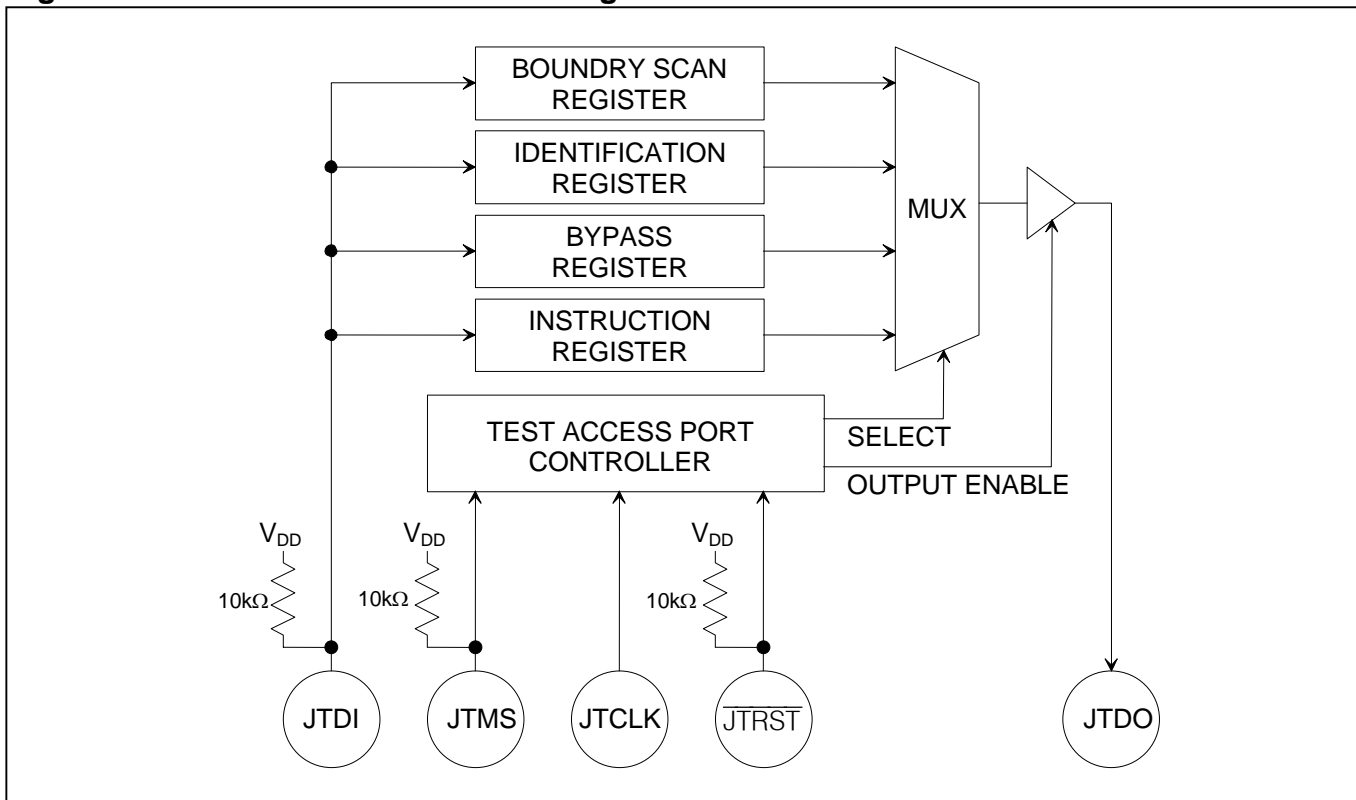 BOUNDRY SCAN
REGISTER
IDENTIFICATION
REGISTER
BYPASS
REGISTER
INSTRUCTION
REGISTER
MUX
TEST ACCESS PORT
CONTROLLER
SELECT
OUTPUT ENABLE
VDD
VDD
VDD
10kΩ
10kΩ
10kΩ
JTDI
JTMS
JTCLK
JTRST
JTDO